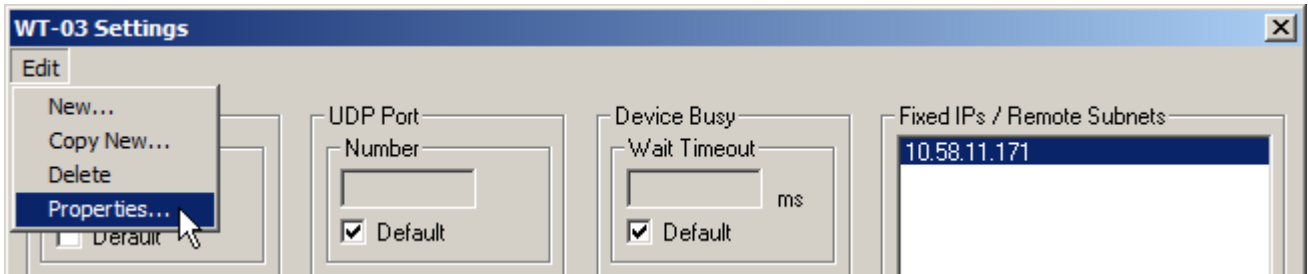 WT-03 Settings
Edit
New...
Copy New...
Delete
Properties...
Default
UDP Port
Number
Default
Device Busy
Wait Timeout
ms
Default
Fixed IPs / Remote Subnets
10.58.11.171